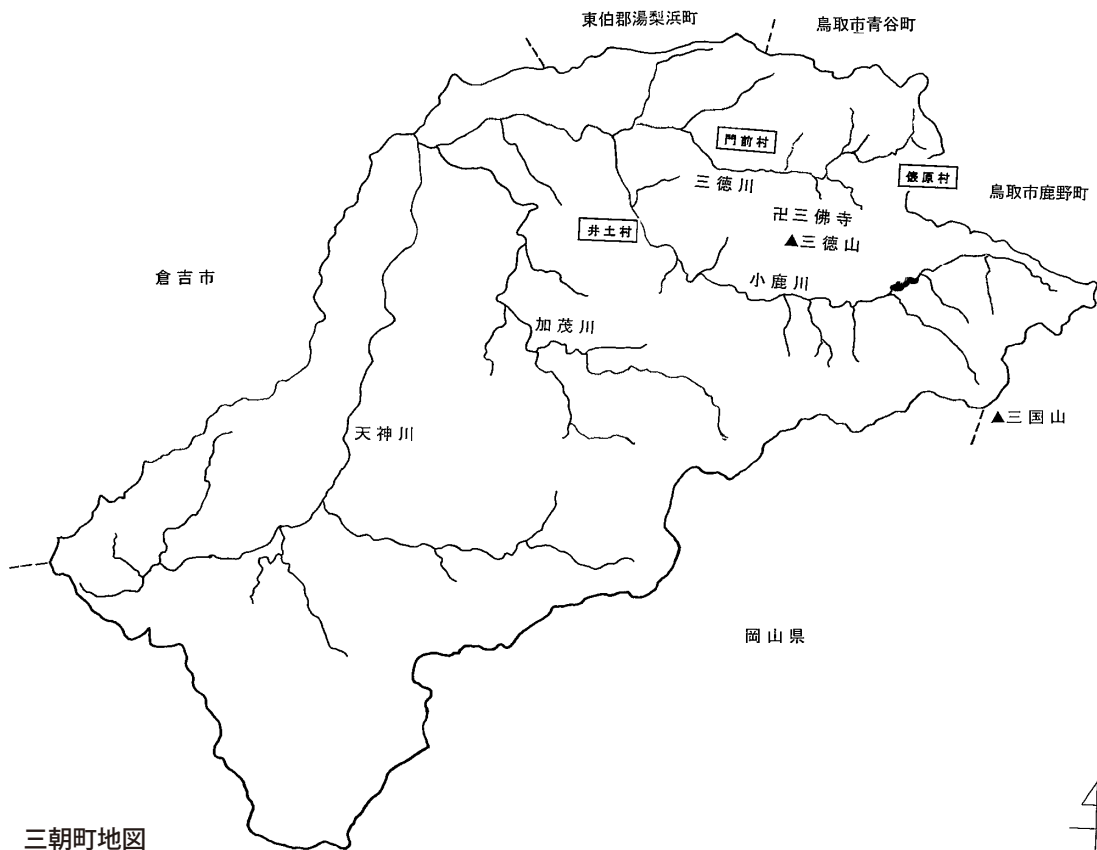 東伯郡湯梨浜町
鳥取市青谷町
門前村
俵原村
三徳川
鳥取市鹿野町
卍三佛寺
井土村
▲三徳山
倉吉市
小鹿川
加茂川
▲三国山
天神川
岡山県
三朝町地図